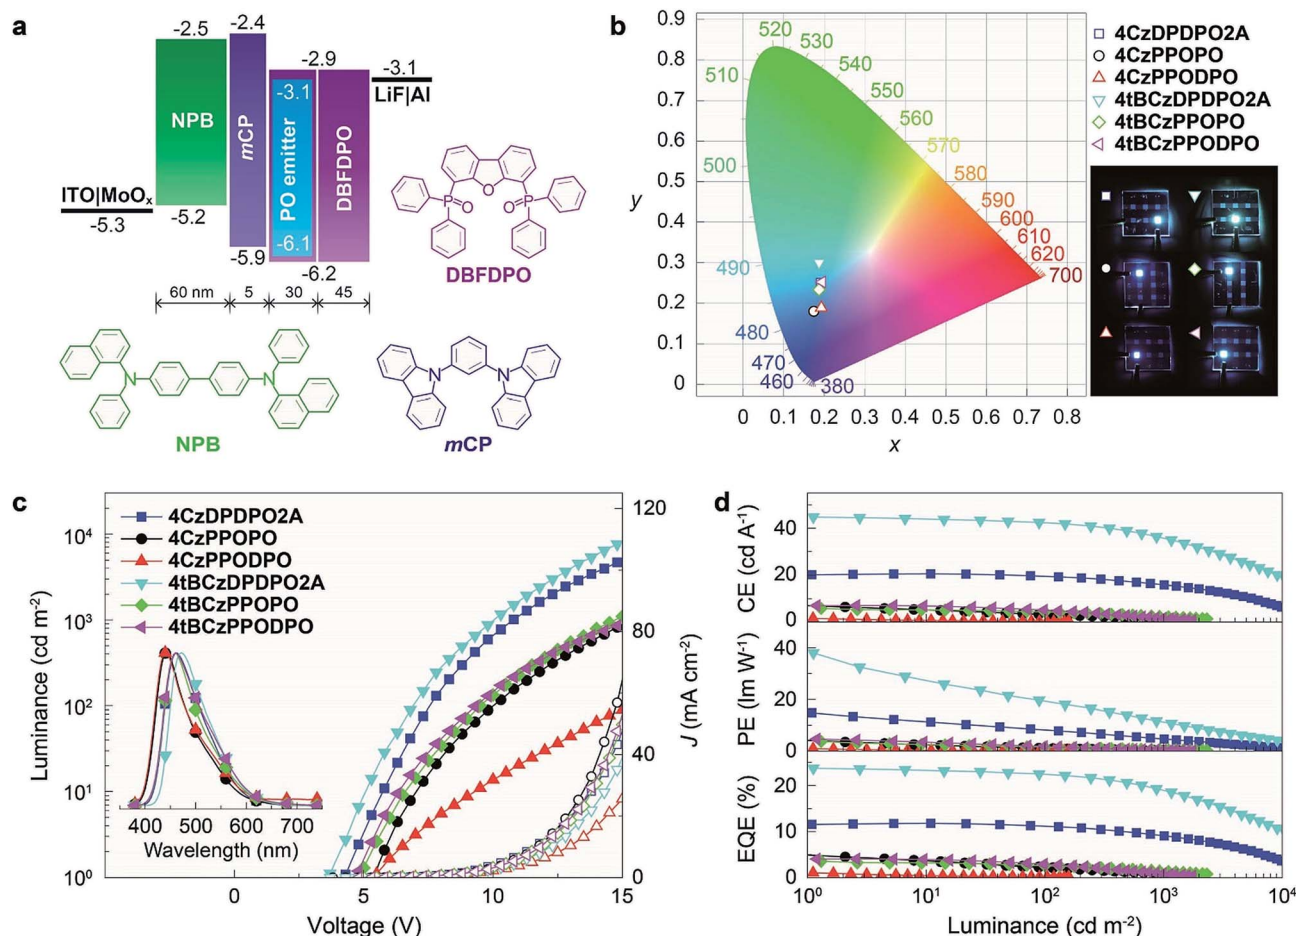 a
-2.5
-2.4
-2.9
-3.1
LiF|Al
-3.1
NPB
mCP
PO emitter
DBFDPO
ITO|MoOₓ
-5.3
-5.2
-5.9
-6.1
-6.2
60 nm
5
30
45
P=O
O
O=P
DBFDPO
N
N
NPB
N
N
mCP
b
0.9
0.8
0.7
0.6
0.5
0.4
0.3
0.2
0.1
0
y
0
0.1
0.2
0.3
0.4
0.5
0.6
0.7
0.8
x
520
530
540
550
560
570
580
590
600
610
620
700
510
500
490
480
470
460
380
4CzDPDPO2A
4CzPPOPO
4CzPPODPO
4tBCzDPDPO2A
4tBCzPPOPO
4tBCzPPODPO
c
Luminance (cd m⁻²)
10⁴
10³
10²
10¹
10⁰
4CzDPDPO2A
4CzPPOPO
4CzPPODPO
4tBCzDPDPO2A
4tBCzPPOPO
4tBCzPPODPO
400
500
600
700
Wavelength (nm)
0
5
10
15
Voltage (V)
120
80
40
0
J (mA cm⁻²)
d
CE (cd A⁻¹)
40
20
0
PE (lm W⁻¹)
40
20
0
EQE (%)
20
10
0
10⁰
10¹
10²
10³
10⁴
Luminance (cd m⁻²)